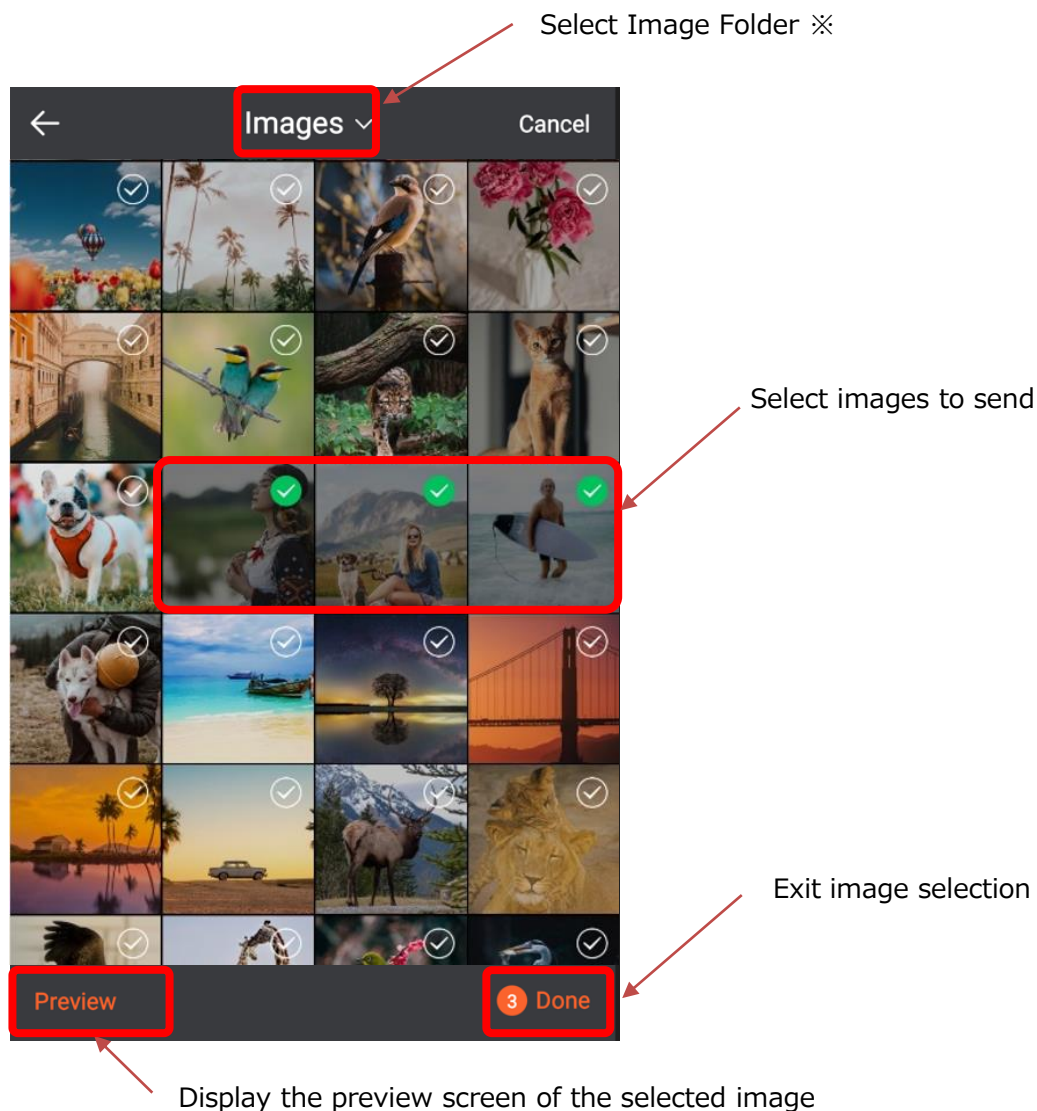 Select Image Folder ※
Images
Cancel
Select images to send
Exit image selection
Preview
3 Done
Display the preview screen of the selected image